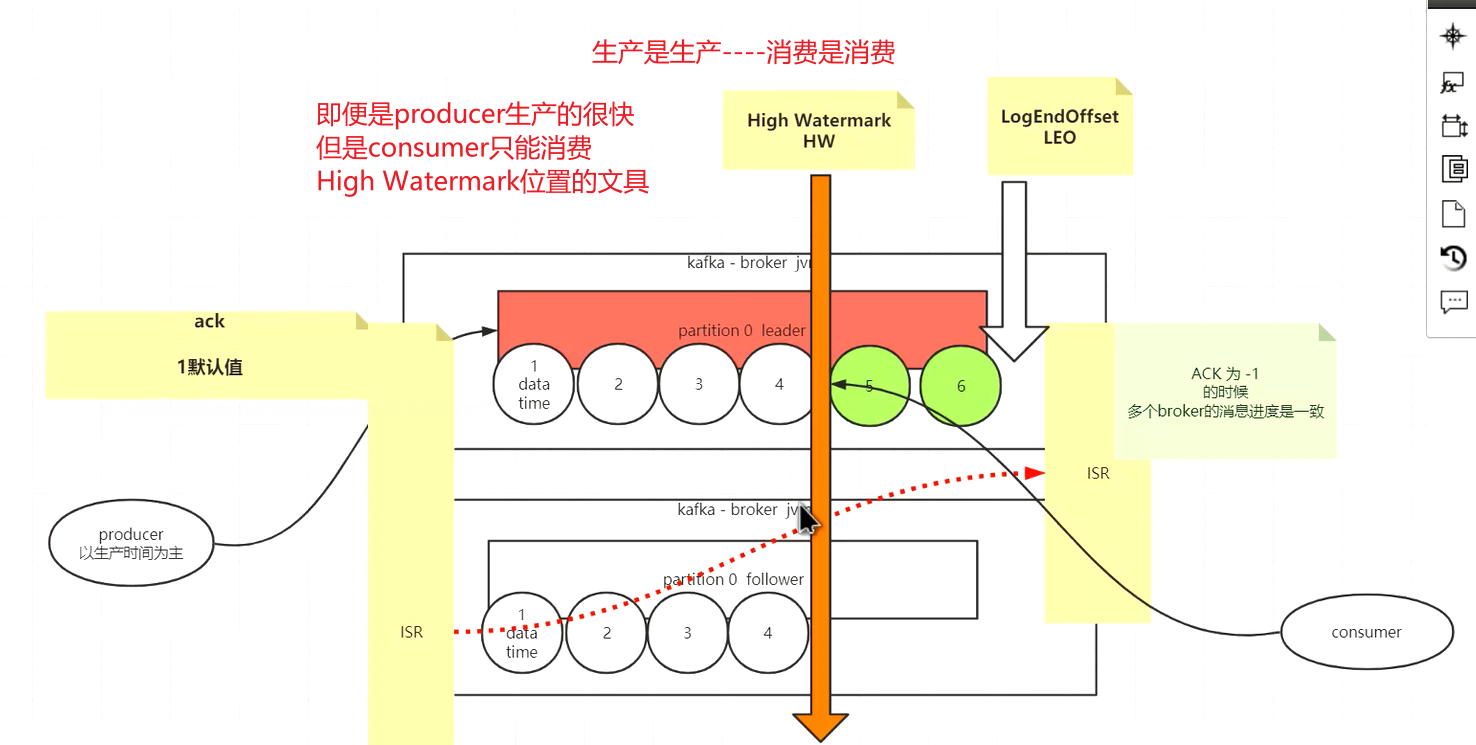 生产是生产----消费是消费
即便是producer生产的很快
但是consumer只能消费
High Watermark位置的文具
High Watermark
HW
LogEndOffset
LEO
kafka - broker jv
ack
1默认值
partition 0 leader
1
data
time
2
3
4
5
6
ACK 为 -1
的时候
多个broker的消息进度是一致
ISR
kafka - broker jv
producer
以生产时间为主
partition 0 follower
ISR
1
data
time
2
3
4
consumer